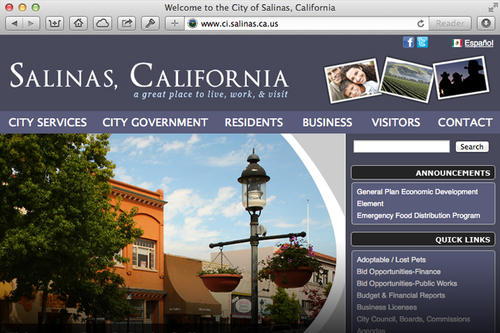 Welcome to the City of Salinas, California
www.ci.salinas.ca.us
Reader
Español
SALINAS, CALIFORNIA
a great place to live, work, & visit
CITY SERVICES CITY GOVERNMENT RESIDENTS BUSINESS VISITORS CONTACT
Search
ANNOUNCEMENTS
General Plan Economic Development
Element
Emergency Food Distribution Program
QUICK LINKS
Adoptable / Lost Pets
Bid Opportunities-Finance
Bid Opportunities-Public Works
Budget & Financial Reports
Business Licenses
City Council, Boards, Commissions
Agendas